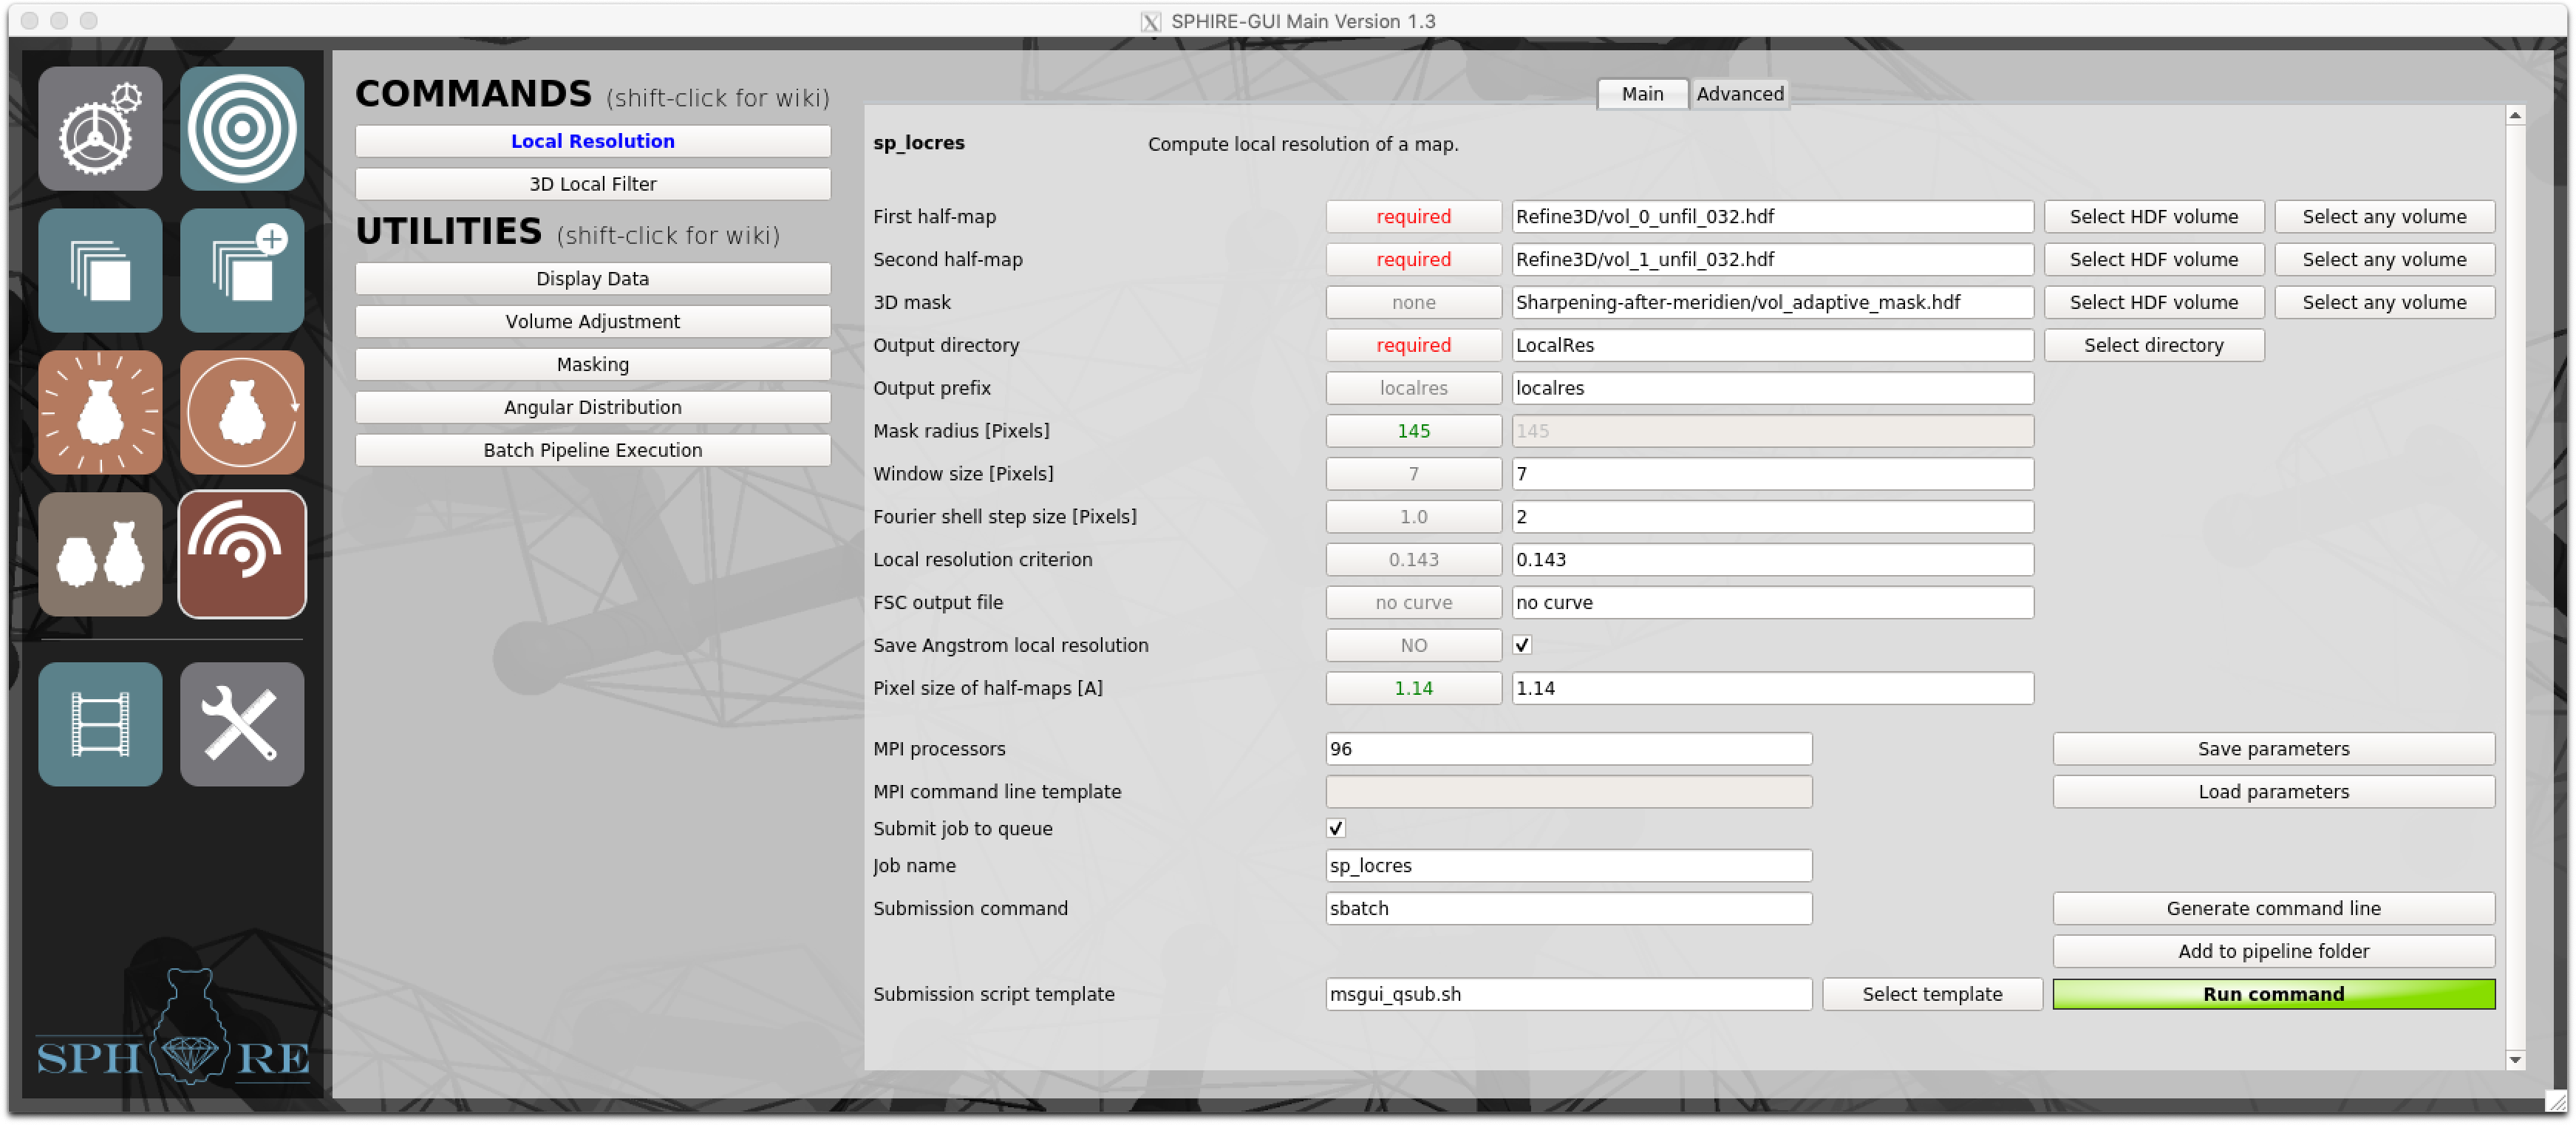 SPHIRE-GUI Main Version 1.3
COMMANDS (shift-click for wiki)
Local Resolution
3D Local Filter
UTILITIES (shift-click for wiki)
Display Data
Volume Adjustment
Masking
Angular Distribution
Batch Pipeline Execution
SPHIRE
Main Advanced
sp_locres Compute local resolution of a map.
First half-map required Refine3D/vol_0_unfil_032.hdf Select HDF volume Select any volume
Second half-map required Refine3D/vol_1_unfil_032.hdf Select HDF volume Select any volume
3D mask none Sharpening-after-meridien/vol_adaptive_mask.hdf Select HDF volume Select any volume
Output directory required LocalRes Select directory
Output prefix localres localres
Mask radius [Pixels] 145 145
Window size [Pixels] 7 7
Fourier shell step size [Pixels] 1.0 2
Local resolution criterion 0.143 0.143
FSC output file no curve no curve
Save Angstrom local resolution NO
Pixel size of half-maps [A] 1.14 1.14
MPI processors 96 Save parameters
MPI command line template Load parameters
Submit job to queue
Job name sp_locres
Submission command sbatch Generate command line
Add to pipeline folder
Submission script template msgui_qsub.sh Select template Run command